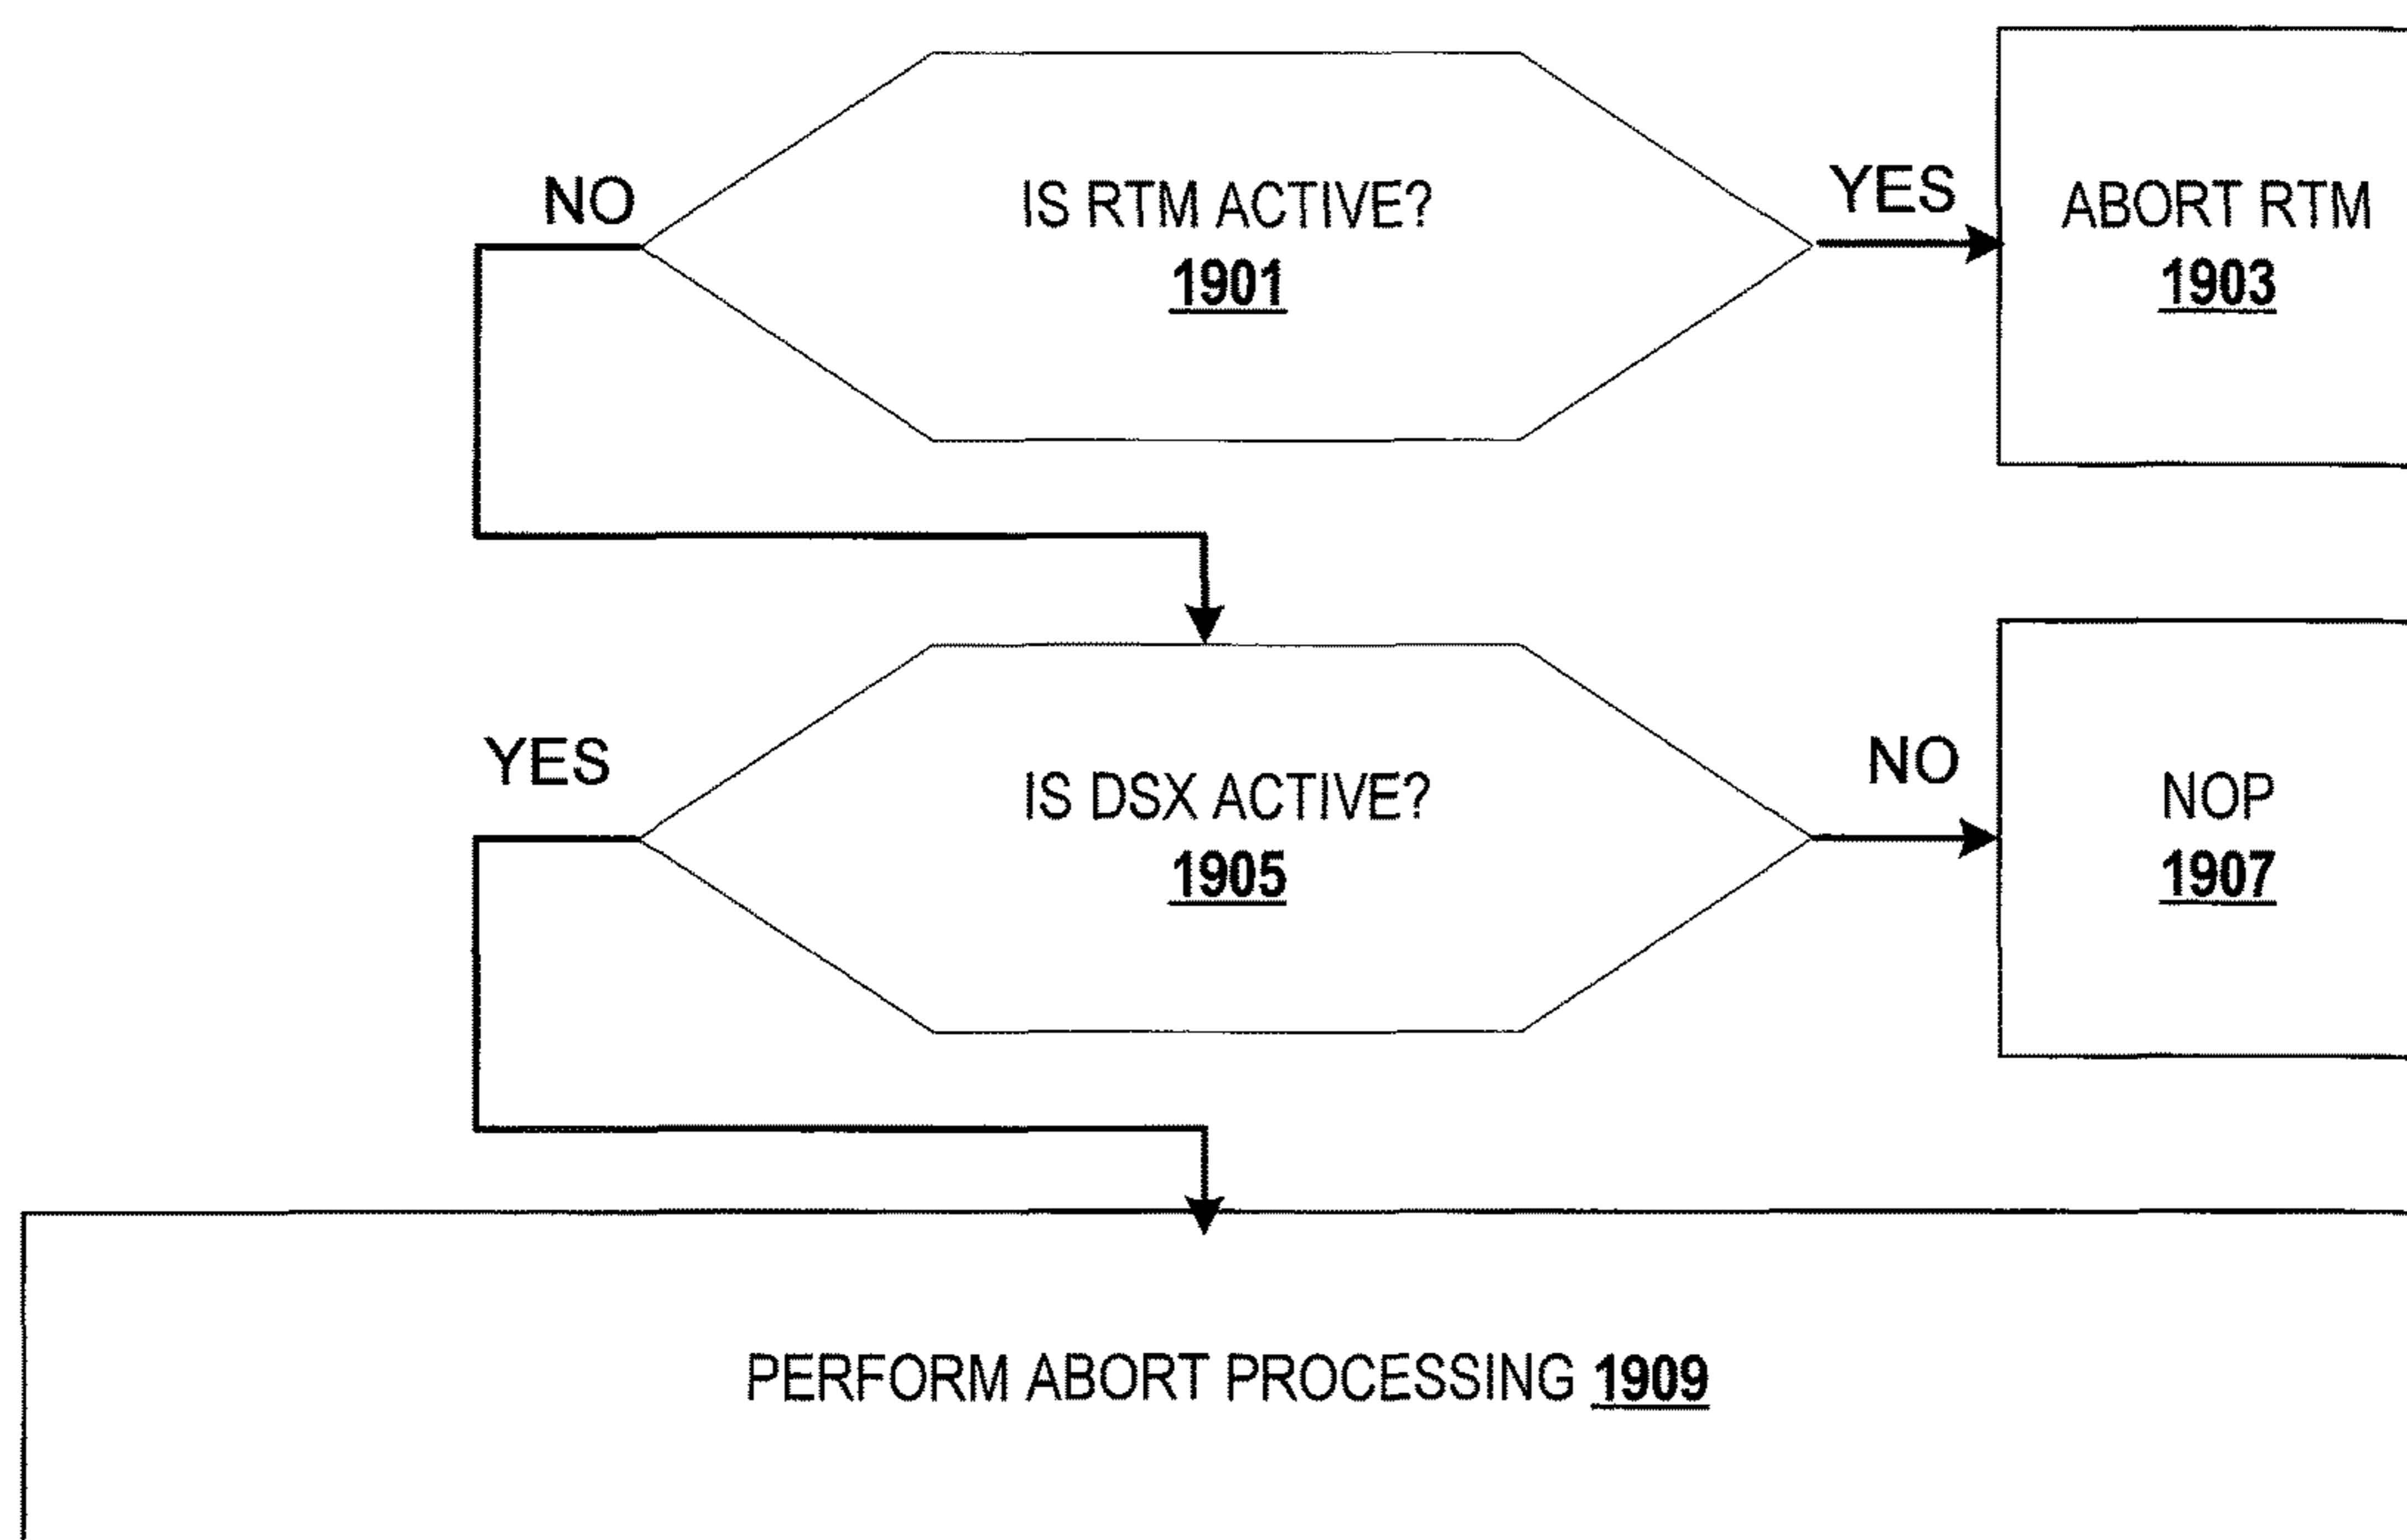 NO
IS RTM ACTIVE?
1901
YES
ABORT RTM
1903
YES
IS DSX ACTIVE?
1905
NO
NOP
1907
PERFORM ABORT PROCESSING 1909